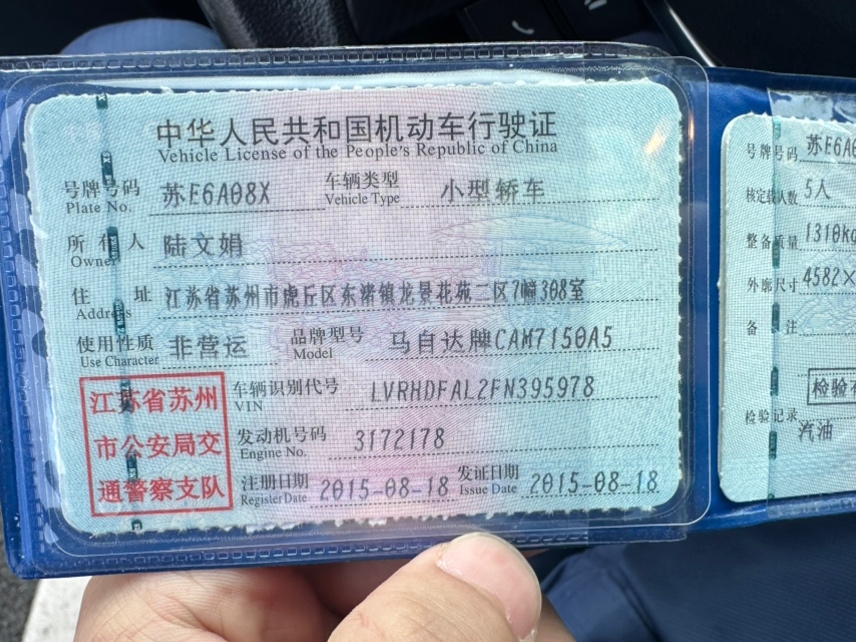 中华人民共和国机动车行驶证
Vehicle License of the People's Republic of China
号牌号码 苏E6A08X 车辆类型 小型轿车
Plate No. Vehicle Type
所有人 陆文娟
Owner
住址 江苏省苏州市虎丘区东渚镇龙景花苑二区7幢308室
Address
使用性质 非营运 品牌型号 马自达牌CAM7150A5
Use Character Model
车辆识别代号 LVRHDFAL2FN395978
VIN
发动机号码 3172178
Engine No.
注册日期 2015-08-18 发证日期 2015-08-18
Register Date Issue Date
江苏省苏州
市公安局交
通警察支队
号牌号码 苏E6A0
核定载人数 5人
整备质量 1310kg
外廓尺寸 4582×
备注
检验有
检验记录
汽油